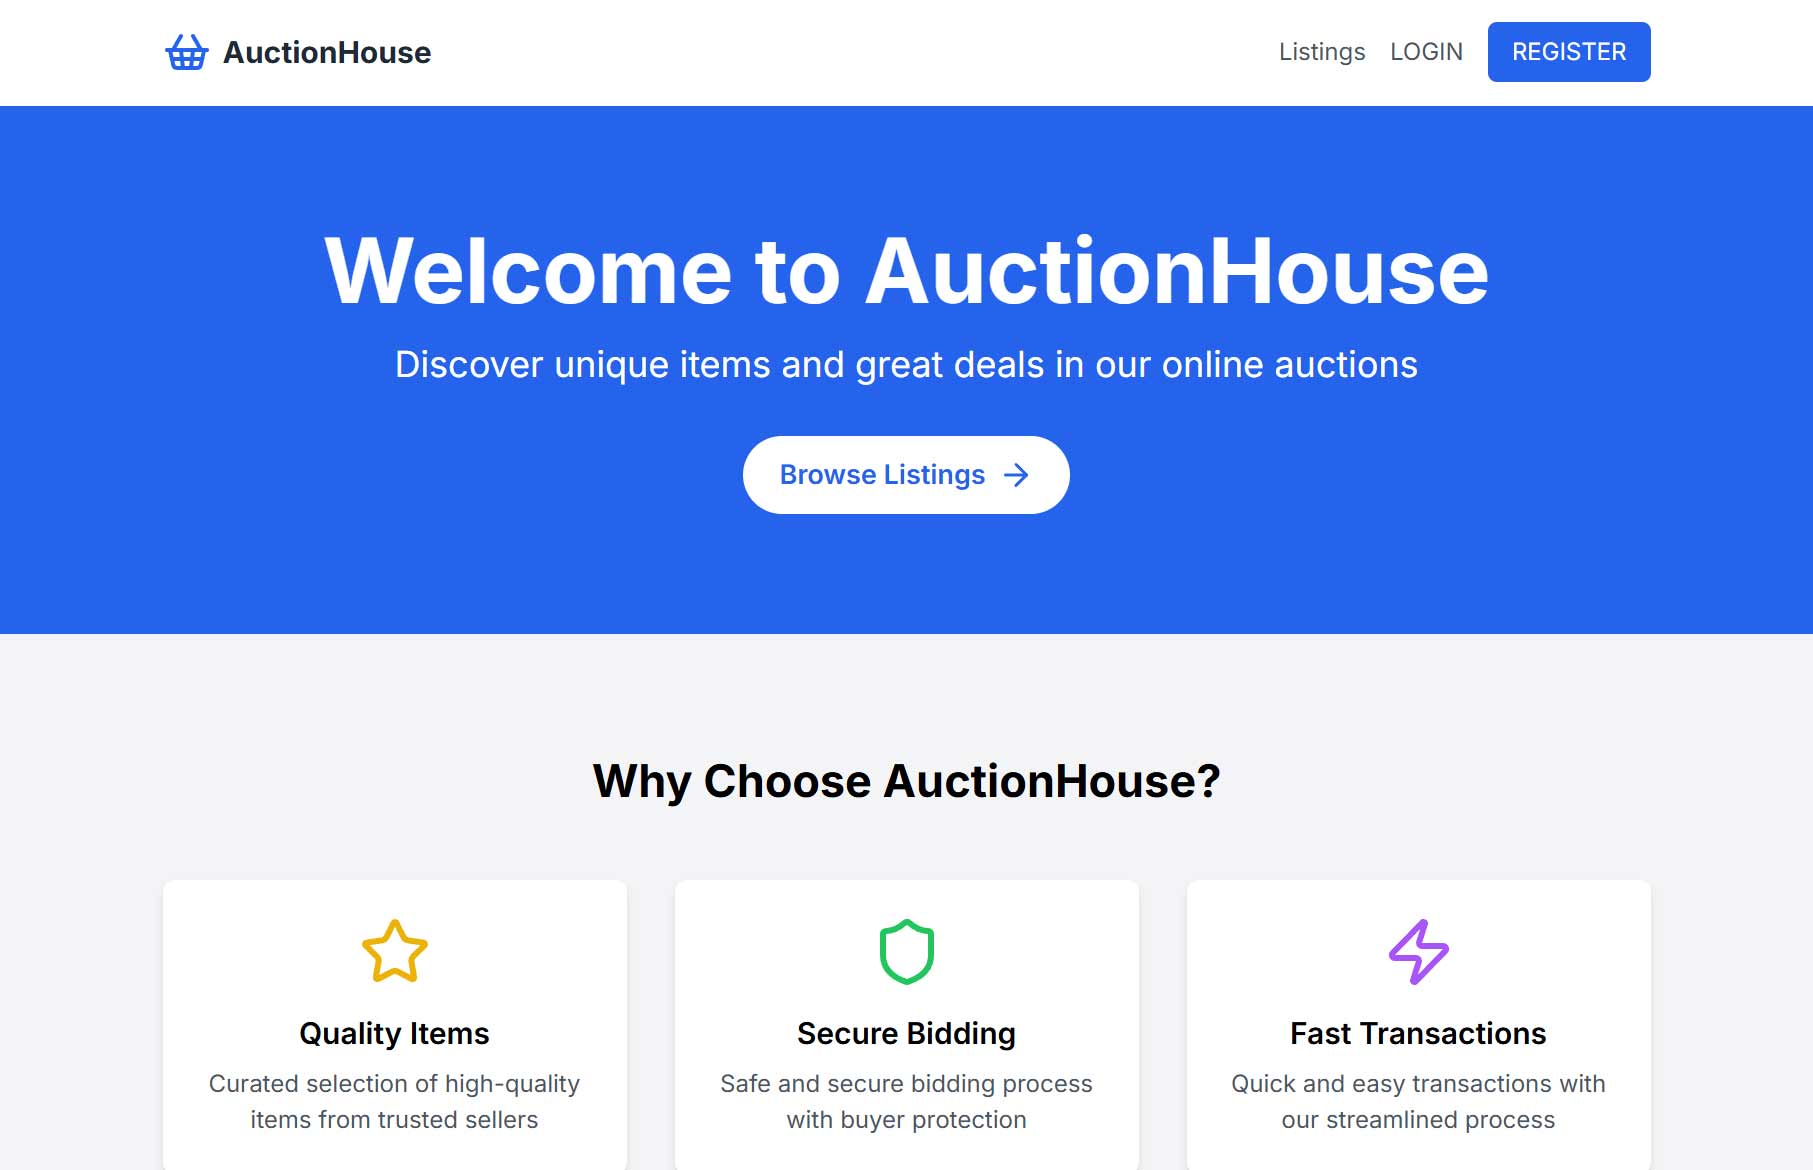 AuctionHouse
Listings
LOGIN
REGISTER
Welcome to AuctionHouse
Discover unique items and great deals in our online auctions
Browse Listings
Why Choose AuctionHouse?
Quality Items
Curated selection of high-quality
items from trusted sellers
Secure Bidding
Safe and secure bidding process
with buyer protection
Fast Transactions
Quick and easy transactions with
our streamlined process